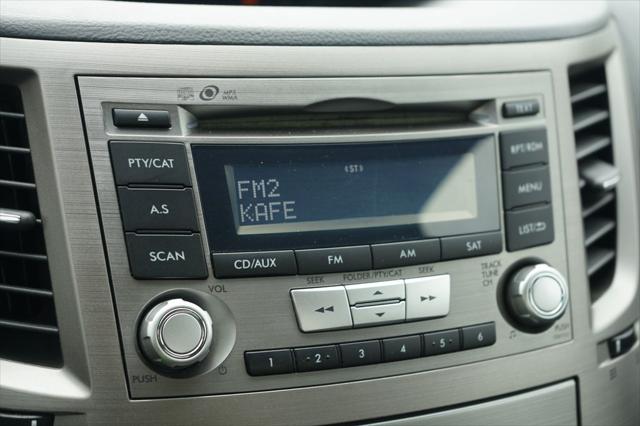 MP3
WMA
TEXT
PTY/CAT
A.S
SCAN
(ST)
FM2
KAFE
RPT/RDM
MENU
LIST/
CD/AUX
FM
AM
SAT
VOL
SEEK
FOLDER/PTY/CAT
SEEK
TRACK
TUNE
CH
1
2
3
4
5
6
PUSH
PUSH